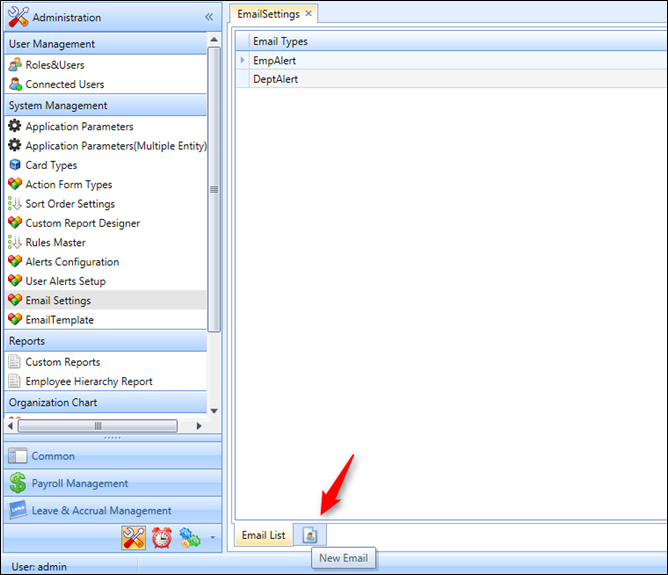 Administration
User Management
Roles&Users
Connected Users
System Management
Application Parameters
Application Parameters(Multiple Entity)
Card Types
Action Form Types
Sort Order Settings
Custom Report Designer
Rules Master
Alerts Configuration
User Alerts Setup
Email Settings
EmailTemplate
Reports
Custom Reports
Employee Hierarchy Report
Organization Chart
Common
Payroll Management
Leave & Accrual Management
User: admin
EmailSettings
Email Types
EmpAlert
DeptAlert
Email List
New Email